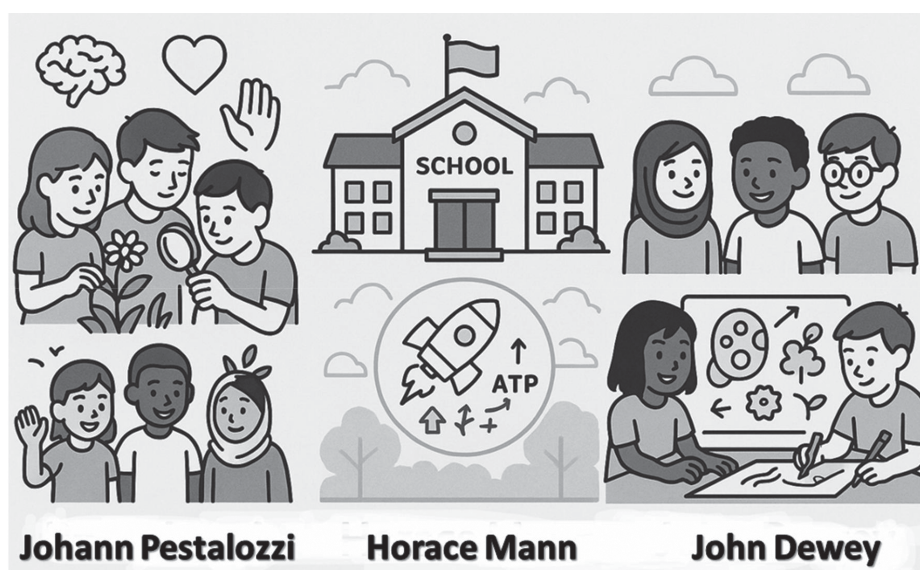 SCHOOL
ATP
Johann Pestalozzi
Horace Mann
John Dewey